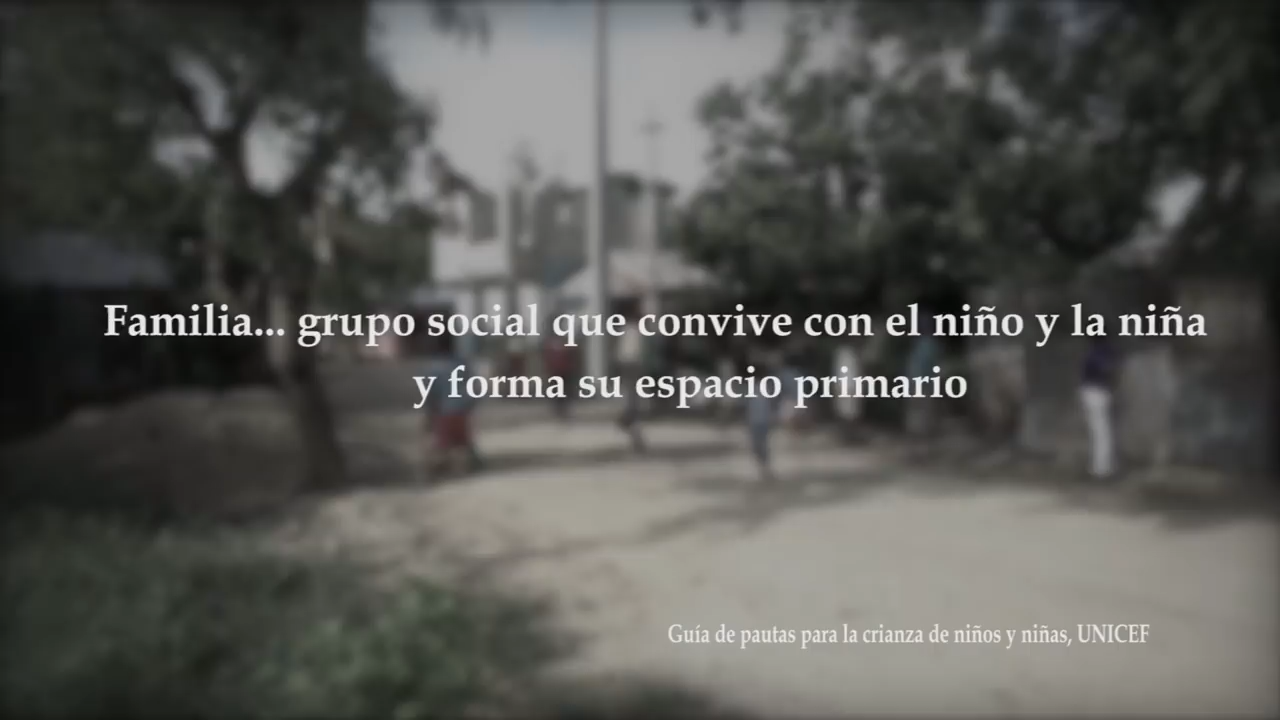 Familia... grupo social que convive con el niño y la niña
y forma su espacio primario
Guía de pautas para la crianza de niños y niñas, UNICEF